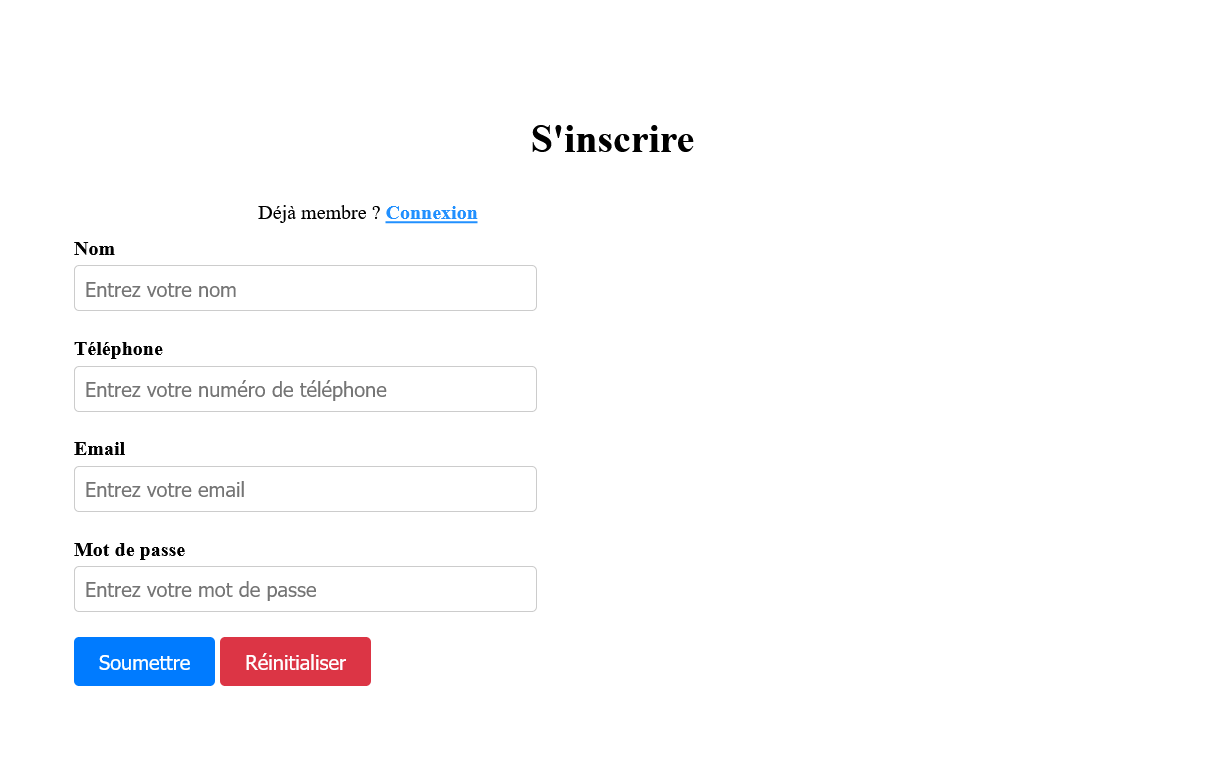 S'inscrire
Déjà membre ? Connexion
Nom
Entrez votre nom
Téléphone
Entrez votre numéro de téléphone
Email
Entrez votre email
Mot de passe
Entrez votre mot de passe
Soumettre Réinitialiser